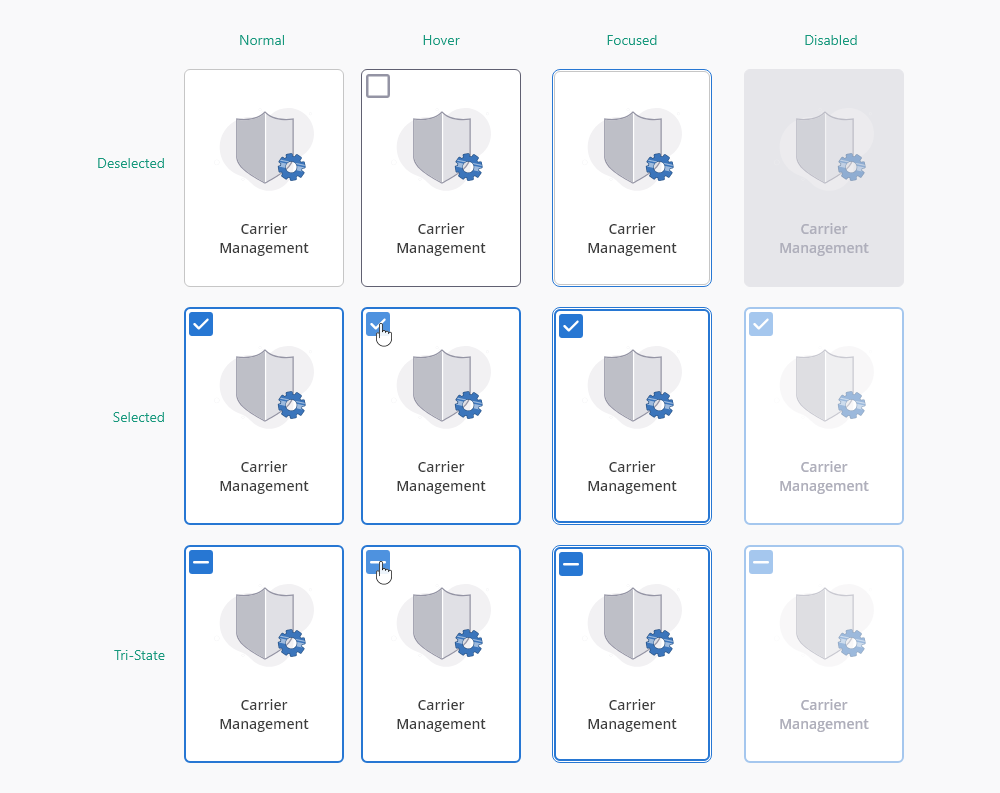 Normal
Hover
Focused
Disabled
Deselected
Carrier
Management
Carrier
Management
Carrier
Management
Carrier
Management
Selected
Carrier
Management
Carrier
Management
Carrier
Management
Carrier
Management
Tri-State
Carrier
Management
Carrier
Management
Carrier
Management
Carrier
Management